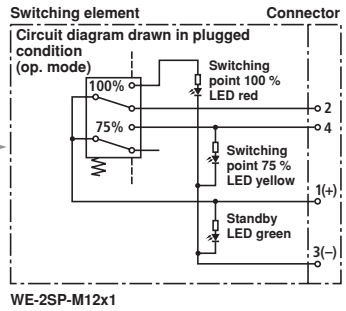 Switching element
Connector
Circuit diagram drawn in plugged
condition
(op. mode)
Switching
point 100 %
LED red
100%
2
75%
4
Switching
point 75 %
LED yellow
1(+)
Standby
LED green
3(–)
WE-2SP-M12x1